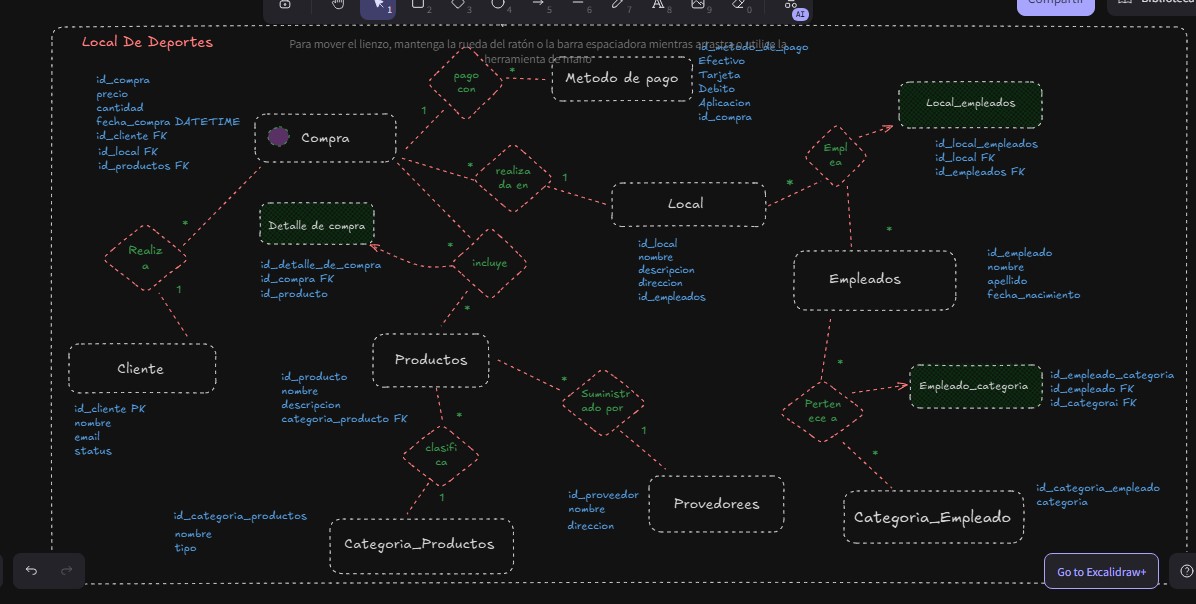 1
2
3
4
5
6
7
8
9
0
AI
Compartir
Biblioteca
Local De Deportes
Para mover el lienzo, mantenga la rueda del ratón o la barra espaciadora mientras arrastra o utiliza la
herramienta de mano
id_compra
precio
cantidad
fecha_compra DATETIME
id_cliente FK
id_local FK
id_productos FK
Compra
pago
con
*
1
Metodo de pago
id_metodo_de_pago
Efectivo
Tarjeta
Debito
Aplicacion
id_compra
realiza
da en
*
1
Local
id_local
nombre
descripcion
direccion
id_empleados
Empl
ea
*
*
Local_empleados
id_local_empleados
id_local FK
id_empleados FK
Empleados
id_empleado
nombre
apellido
fecha_nacimiento
Realiz
a
*
1
Detalle de compra
id_detalle_de_compra
id_compra FK
id_producto
incluye
*
*
Cliente
id_cliente PK
nombre
email
status
Productos
id_producto
nombre
descripcion
categoria_producto FK
Suministr
ado por
*
1
Perten
ece a
*
*
Empleado_categoria
id_empleado_categoria
id_empleado FK
id_categorai FK
clasifi
ca
*
1
id_categoria_productos
nombre
tipo
Categoria_Productos
id_proveedor
nombre
direccion
Provedorees
Categoria_Empleado
id_categoria_empleado
categoria
Go to Excalidraw+